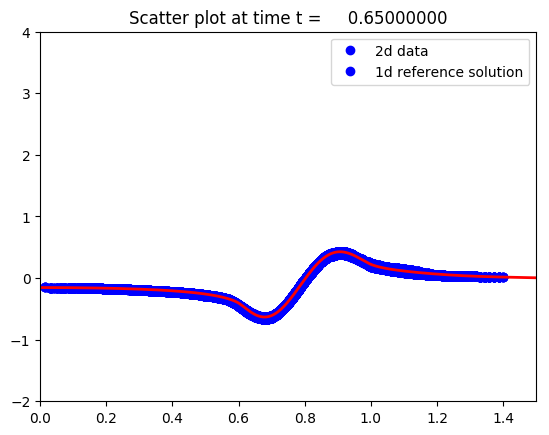 Scatter plot at time t =     0.65000000
2d data
1d reference solution
4
3
2
1
0
−1
−2
0.0 0.2 0.4 0.6 0.8 1.0 1.2 1.4